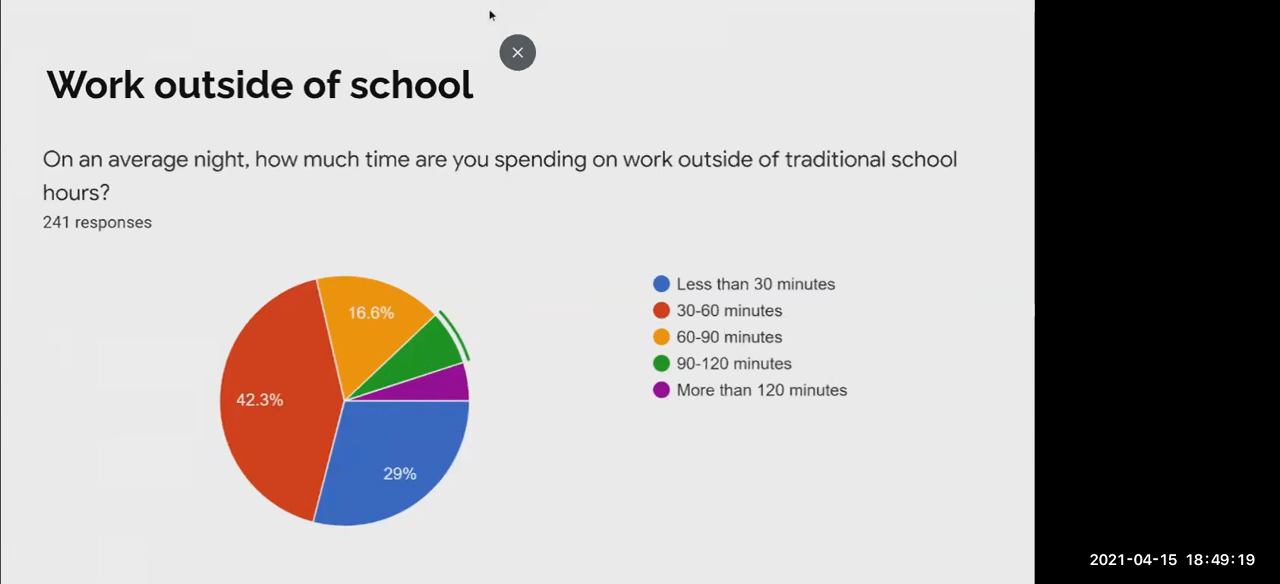 Work outside of school
On an average night, how much time are you spending on work outside of traditional school
hours?
241 responses
16.6%
42.3%
29%
Less than 30 minutes
30-60 minutes
60-90 minutes
90-120 minutes
More than 120 minutes
2021-04-15 18:49:19